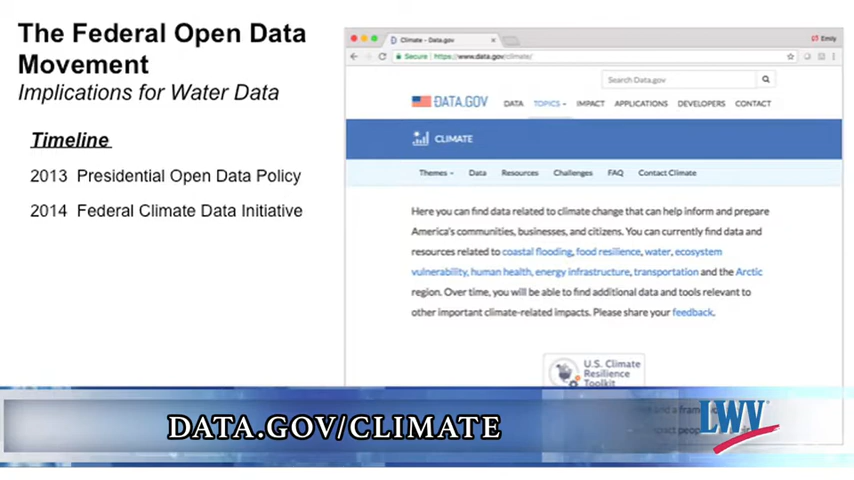 The Federal Open Data
Movement
Implications for Water Data
Timeline
2013 Presidential Open Data Policy
2014 Federal Climate Data Initiative
Climate - Data.gov
Emily
Secure https://www.data.gov/climate/
Search Data.gov
DATA.GOV DATA TOPICS IMPACT APPLICATIONS DEVELOPERS CONTACT
CLIMATE
Themes Data Resources Challenges FAQ Contact Climate
Here you can find data related to climate change that can help inform and prepare
America's communities, businesses, and citizens. You can currently find data and
resources related to coastal flooding, food resilience, water, ecosystem
vulnerability, human health, energy infrastructure, transportation and the Arctic
region. Over time, you will be able to find additional data and tools relevant to
other important climate-related impacts. Please share your feedback.
U.S. Climate
Resilience
Toolkit
DATA.GOV/CLIMATE
LWV